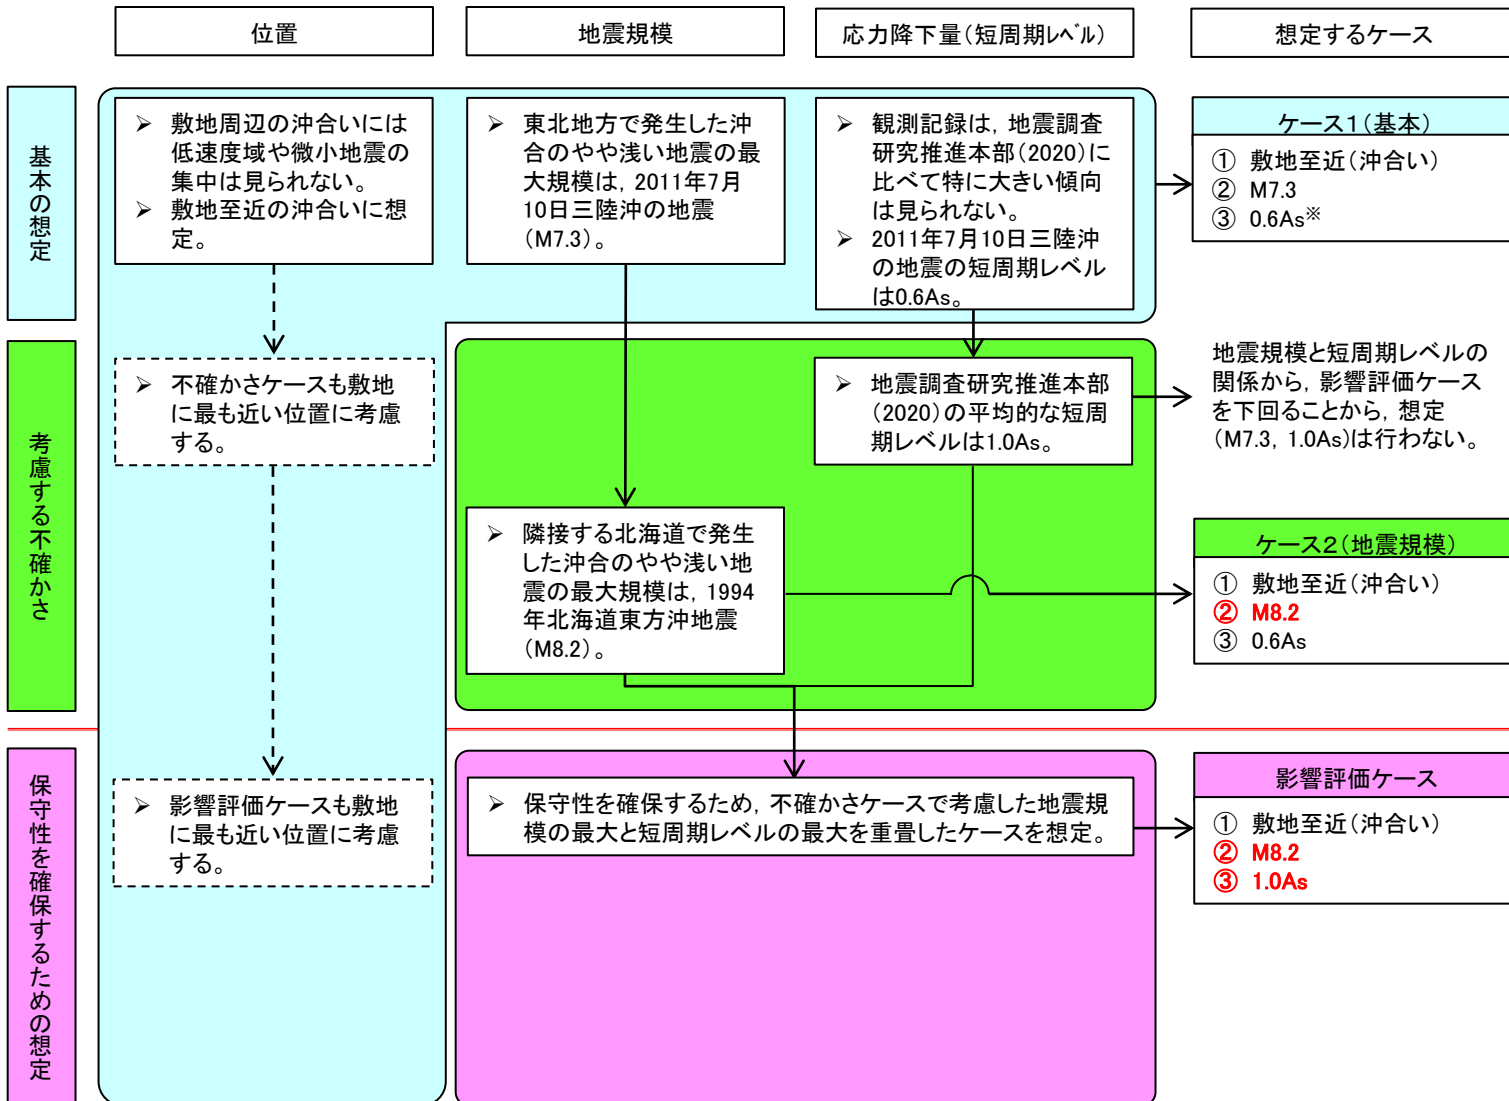 位置
地震規模
応力降下量(短周期レベル)
想定するケース
基本の想定
➢ 敷地周辺の沖合いには
低速度域や微小地震の
集中は見られない。
➢ 敷地至近の沖合いに想
定。
➢ 東北地方で発生した沖
合のやや浅い地震の最
大規模は, 2011年7月
10日三陸沖の地震
(M7.3)。
➢ 観測記録は, 地震調査
研究推進本部(2020)に
比べて特に大きい傾向
は見られない。
➢ 2011年7月10日三陸沖
の地震の短周期レベル
は0.6As。
ケース1(基本)
① 敷地至近(沖合い)
② M7.3
③ 0.6As※
考慮する不確かさ
➢ 不確かさケースも敷地
に最も近い位置に考慮
する。
➢ 地震調査研究推進本部
(2020)の平均的な短周
期レベルは1.0As。
地震規模と短周期レベルの
関係から, 影響評価ケース
を下回ることから, 想定
(M7.3, 1.0As)は行わない。
➢ 隣接する北海道で発生
した沖合のやや浅い地
震の最大規模は, 1994
年北海道東方沖地震
(M8.2)。
ケース2(地震規模)
① 敷地至近(沖合い)
② M8.2
③ 0.6As
保守性を確保するための想定
➢ 影響評価ケースも敷地
に最も近い位置に考慮
する。
➢ 保守性を確保するため, 不確かさケースで考慮した地震規
模の最大と短周期レベルの最大を重畳したケースを想定。
影響評価ケース
① 敷地至近(沖合い)
② M8.2
③ 1.0As